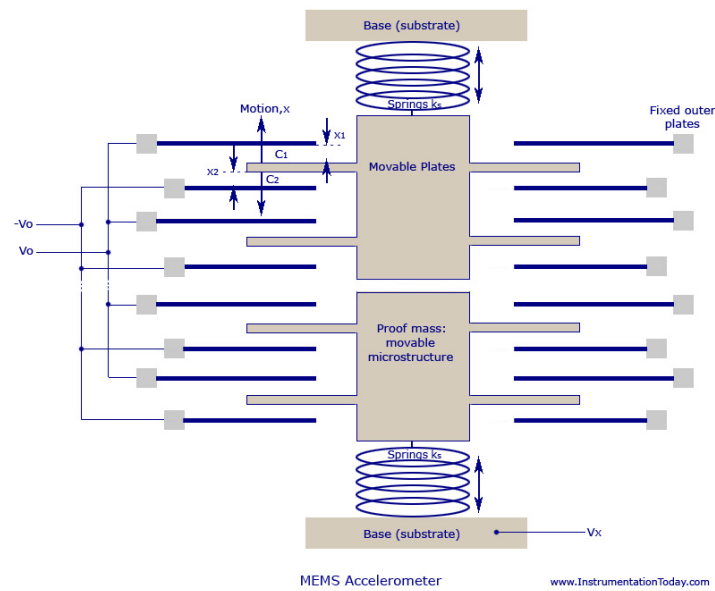 Base (substrate)
Springs ks
Motion,x
Fixed outer
plates
x1
C1
x2
C2
Movable Plates
-Vo
Vo
Proof mass:
movable
microstructure
Springs ks
Base (substrate)
Vx
MEMS Accelerometer
www.InstrumentationToday.com